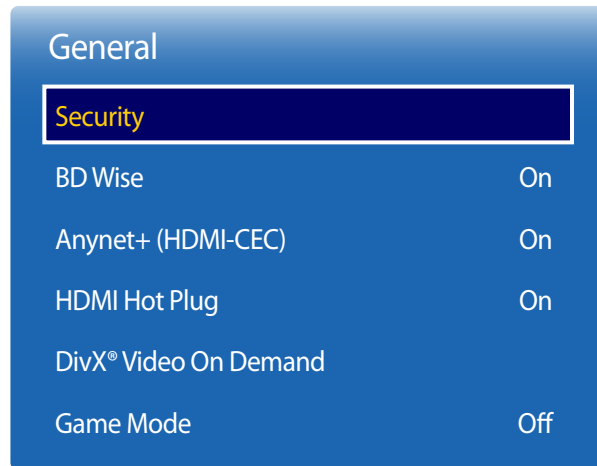 General
Security
BD Wise On
Anynet+ (HDMI-CEC) On
HDMI Hot Plug On
DivX® Video On Demand
Game Mode Off